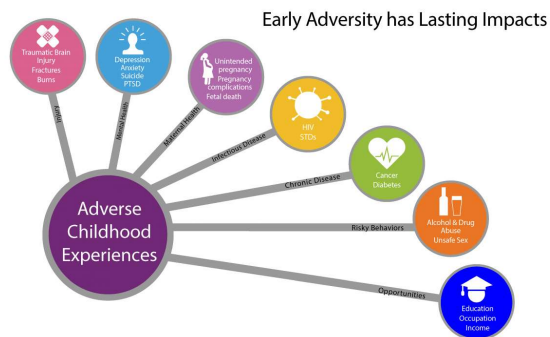 Early Adversity has Lasting Impacts
Traumatic Brain
Injury
Fractures
Burns
Injury
Depression
Anxiety
Suicide
PTSD
Mental Health
Unintended
pregnancy
Pregnancy
complications
Fetal death
Maternal Health
HIV
STDs
Infectious Disease
Cancer
Diabetes
Chronic Disease
Alcohol & Drug
Abuse
Unsafe Sex
Risky Behaviors
Education
Occupation
Income
Opportunities
Adverse
Childhood
Experiences